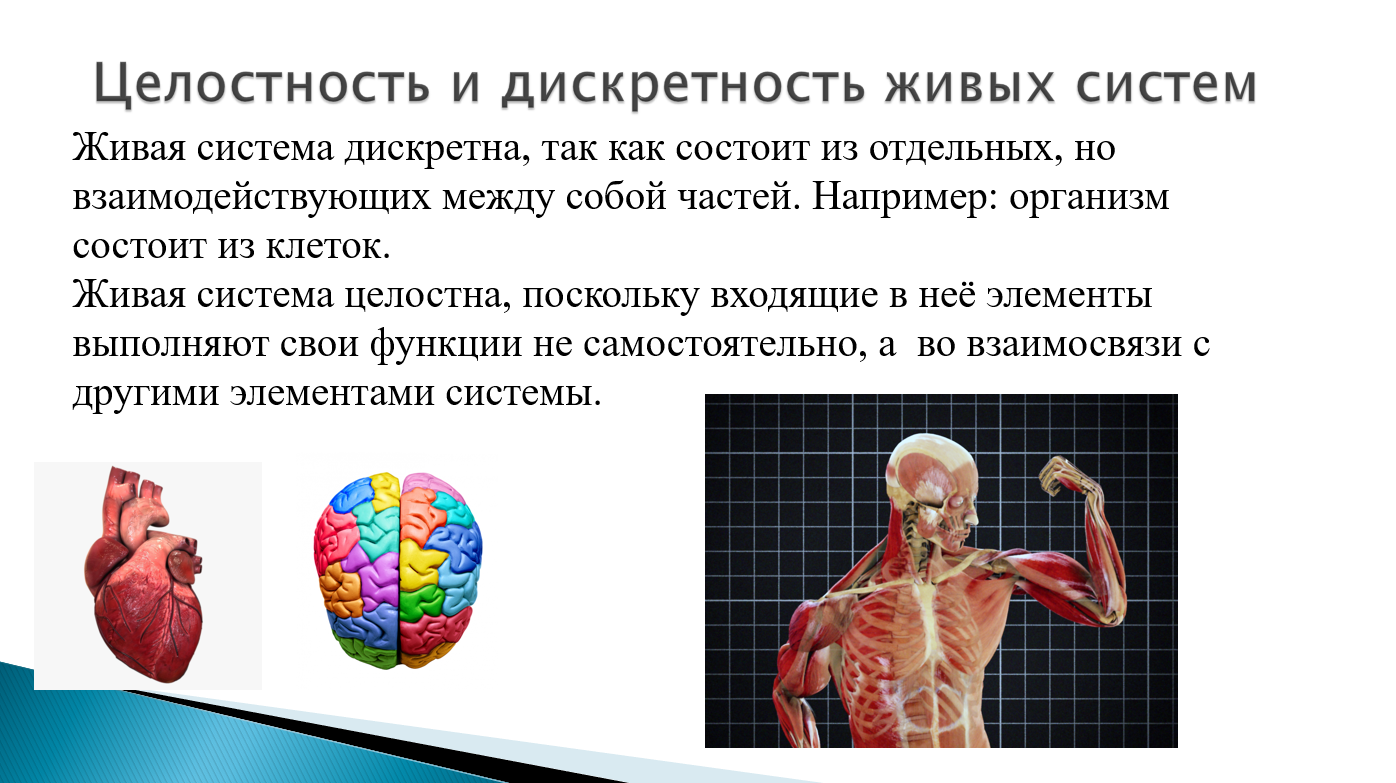 Целостность и дискретность живых систем
Живая система дискретна, так как состоит из отдельных, но
взаимодействующих между собой частей. Например: организм
состоит из клеток.
Живая система целостна, поскольку входящие в неё элементы
выполняют свои функции не самостоятельно, а  во взаимосвязи с
другими элементами системы.